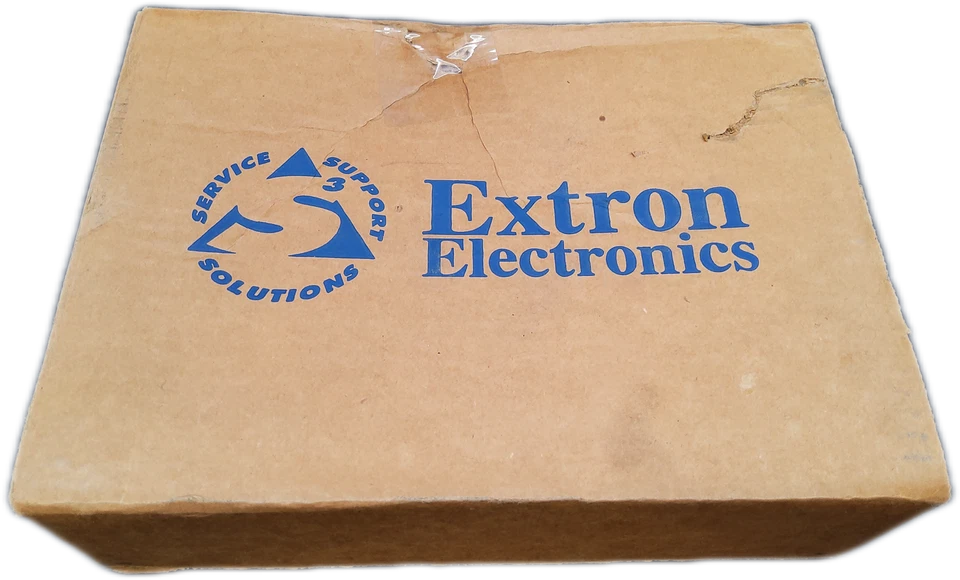 SERVICE
SUPPORT
3
SOLUTIONS
Extron
Electronics